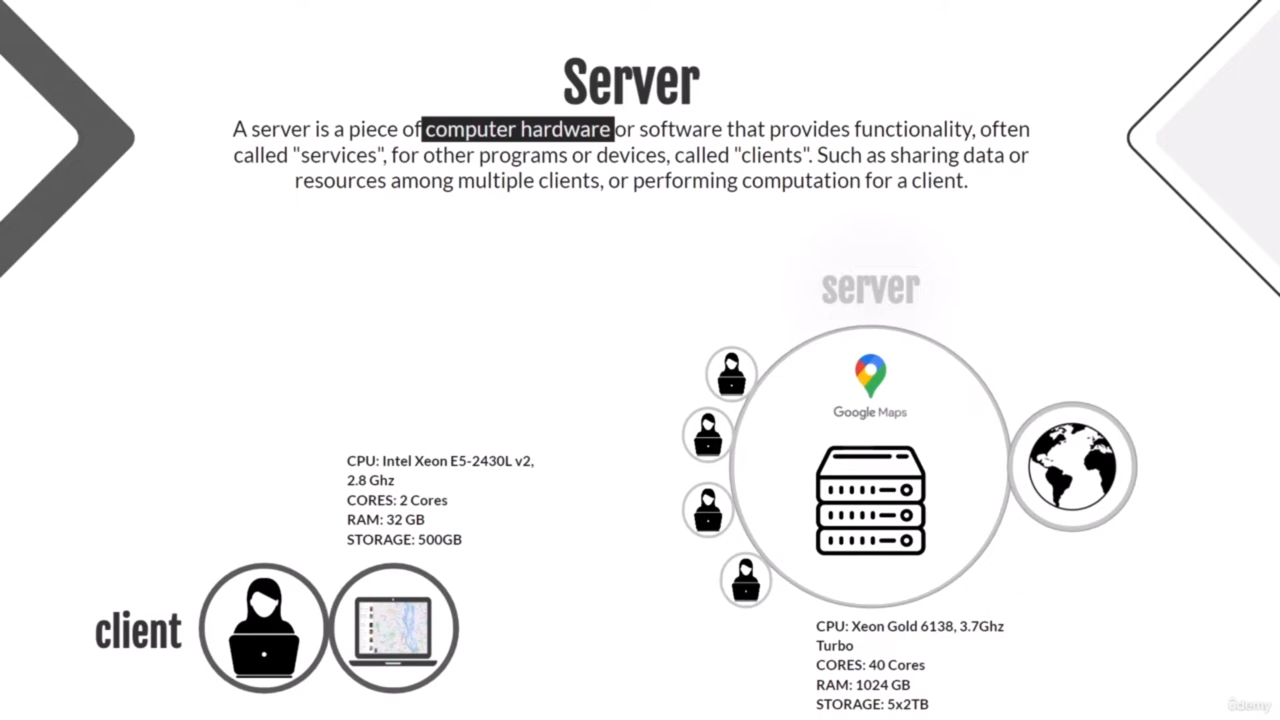 Server
A server is a piece of computer hardware or software that provides functionality, often
called "services", for other programs or devices, called "clients". Such as sharing data or
resources among multiple clients, or performing computation for a client.
server
Google Maps
CPU: Intel Xeon E5-2430L v2,
2.8 Ghz
CORES: 2 Cores
RAM: 32 GB
STORAGE: 500GB
client
CPU: Xeon Gold 6138, 3.7Ghz
Turbo
CORES: 40 Cores
RAM: 1024 GB
STORAGE: 5x2TB
ûdemy